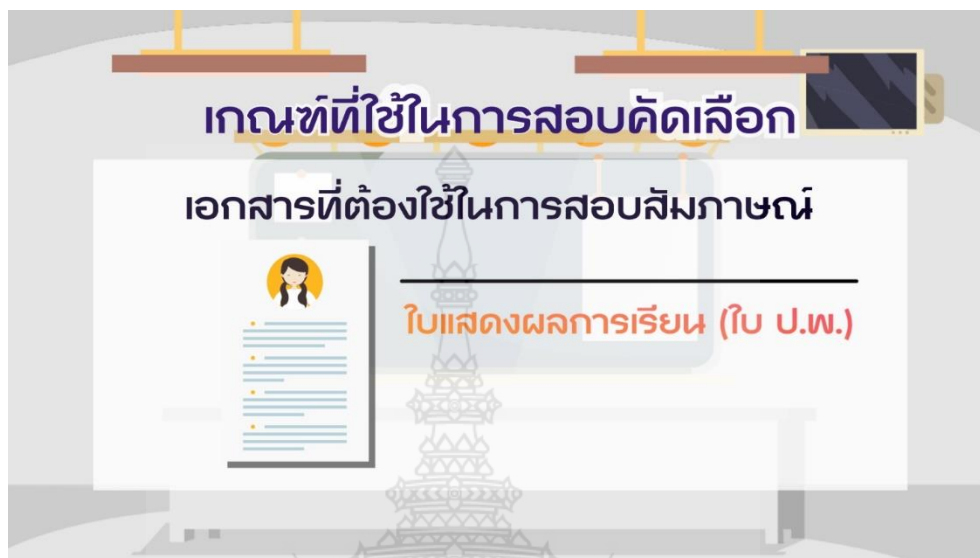 เกณฑ์ที่ใช้ในการสอบคัดเลือก
เอกสารที่ต้องใช้ในการสอบสัมภาษณ์
ใบแสดงผลการเรียน (ใบ ป.พ.)